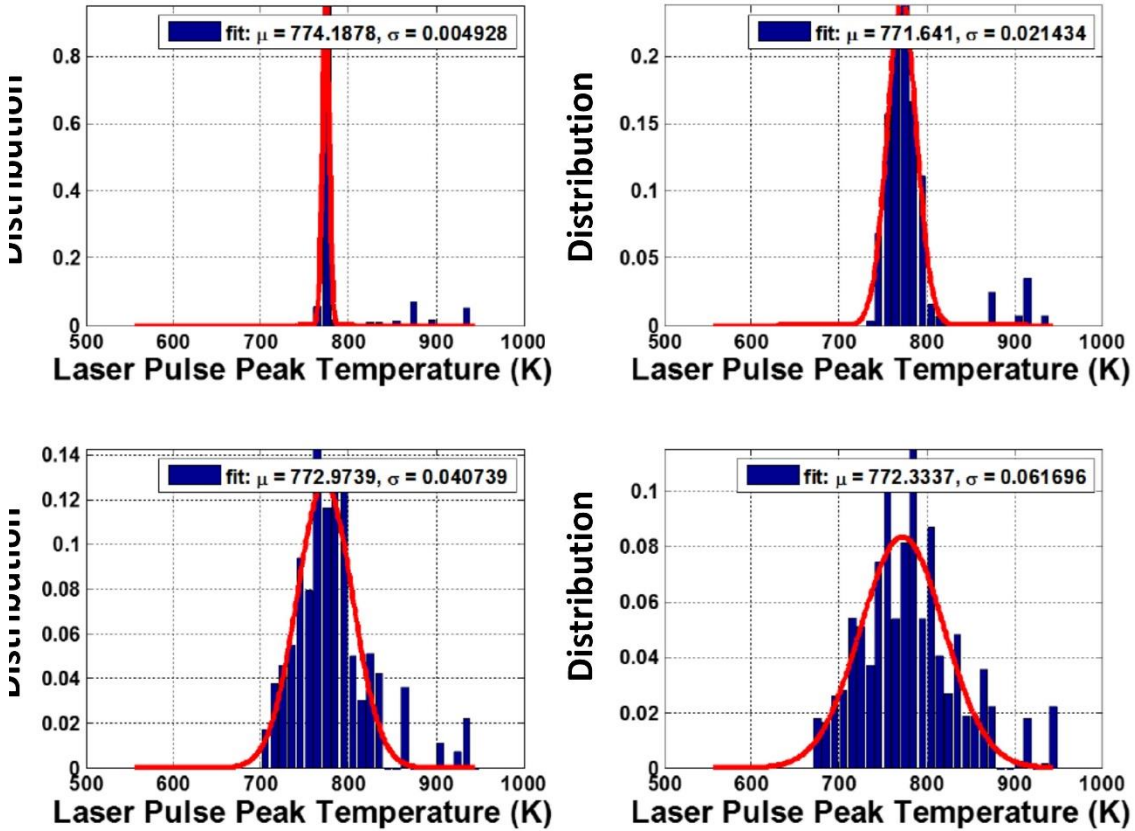 fit: μ = 774.1878, σ = 0.004928
0.8
0.6
0.4
0.2
0
Distribution
500 600 700 800 900 1000
Laser Pulse Peak Temperature (K)
fit: μ = 771.641, σ = 0.021434
0.2
0.15
0.1
0.05
0
Distribution
500 600 700 800 900 1000
Laser Pulse Peak Temperature (K)
0.14
fit: μ = 772.9739, σ = 0.040739
0.12
0.1
0.08
0.06
0.04
0.02
0
Distribution
500 600 700 800 900 1000
Laser Pulse Peak Temperature (K)
fit: μ = 772.3337, σ = 0.061696
0.1
0.08
0.06
0.04
0.02
0
Distribution
500 600 700 800 900 1000
Laser Pulse Peak Temperature (K)